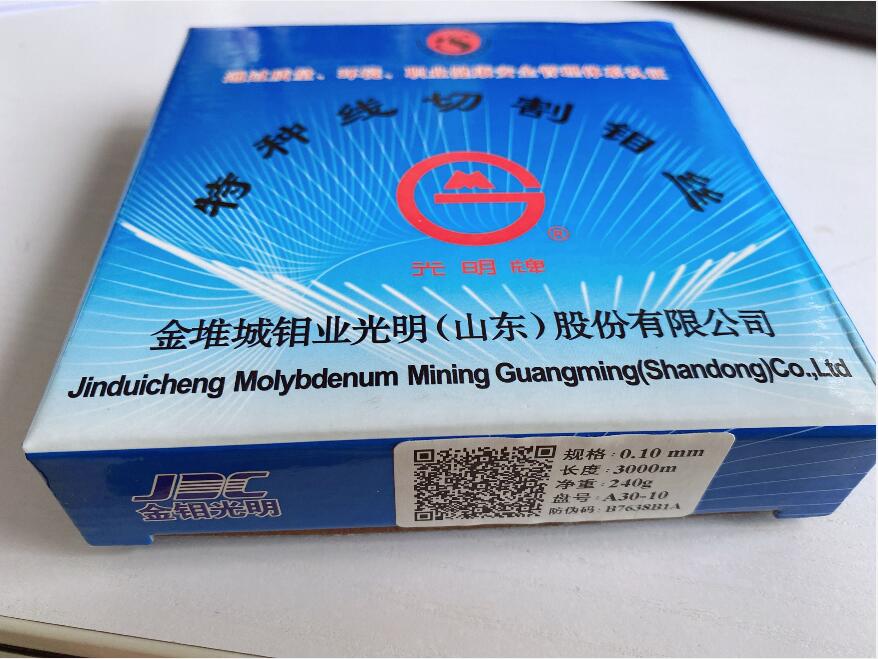 通过质量、环境、职业健康安全管理体系认证
特种线切割钼丝
®
光明牌
金堆城钼业光明(山东)股份有限公司
Jinduicheng Molybdenum Mining Guangming(Shandong)Co.,Ltd
JDC
金钼光明
规格:0.10 mm
长度:3000m
净重:240g
盘号:A30-10
防伪码:B7638B1A